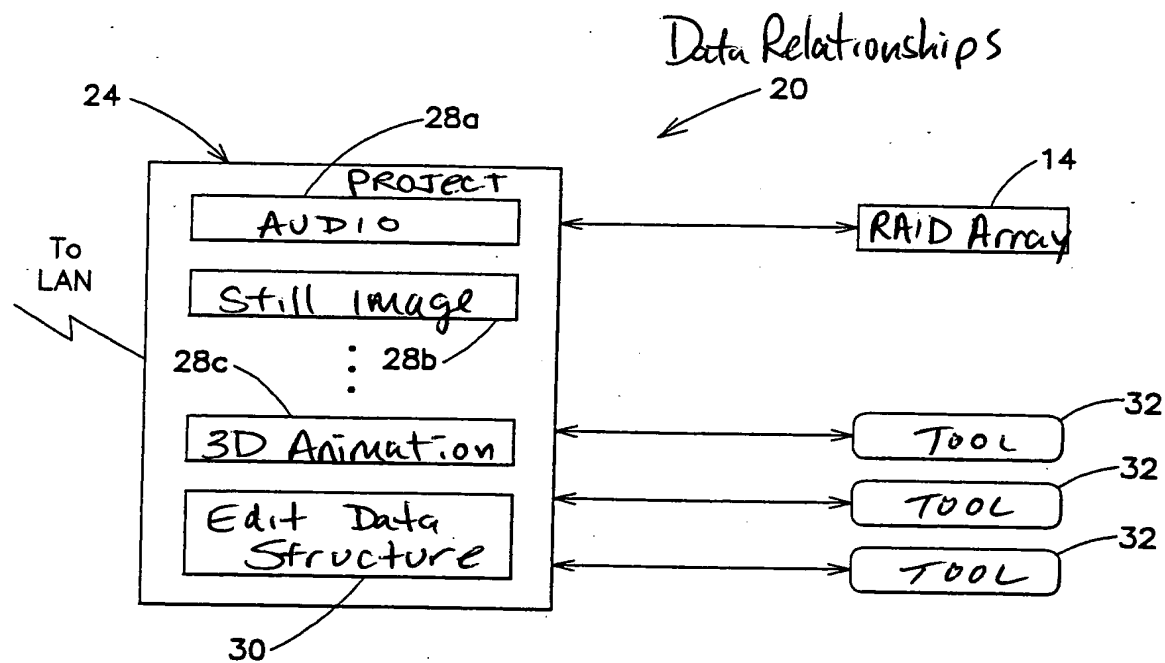 Data Relationships
20
24
28a
PROJECT
AUDIO
14
RAID Array
To
LAN
Still Image
28b
28c
3D Animation
32
TOOL
32
TOOL
Edit Data
Structure
32
TOOL
30